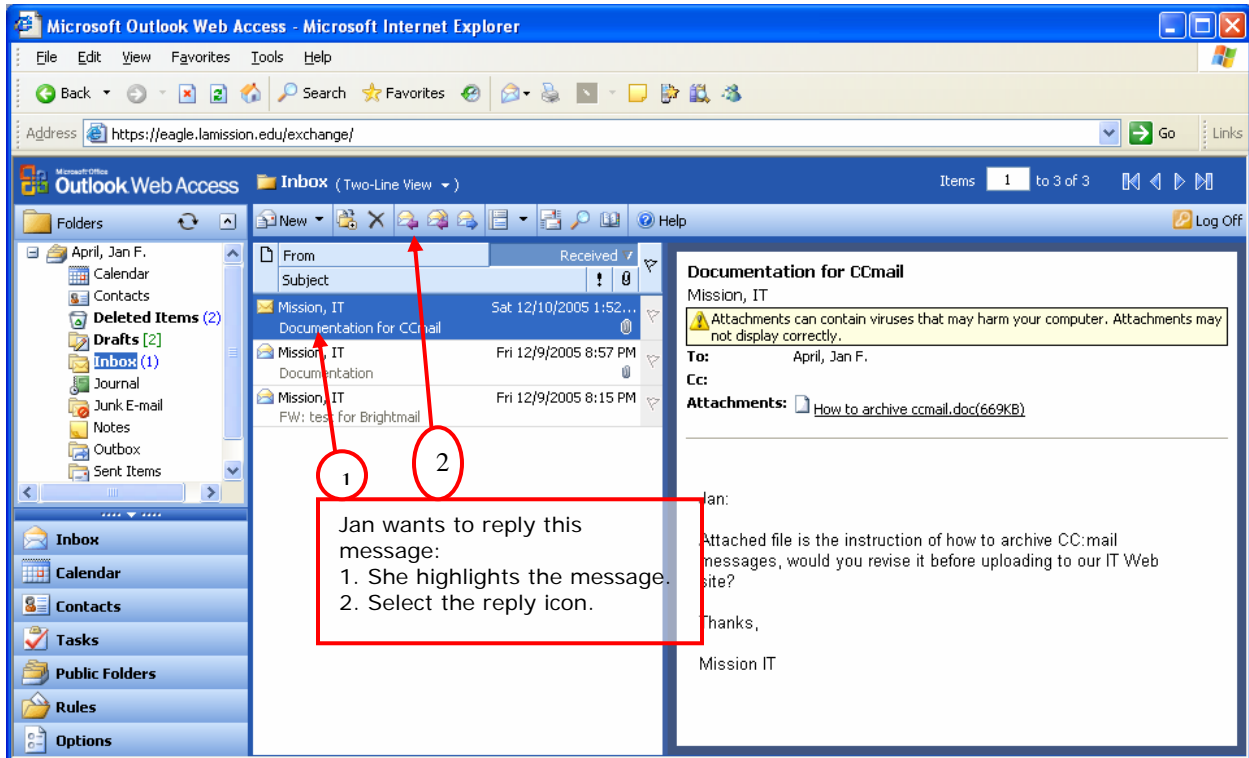 Microsoft Outlook Web Access - Microsoft Internet Explorer
File Edit View Favorites Tools Help
Back Search Favorites
Address https://eagle.lamission.edu/exchange/ Go Links
Microsoft Office
Outlook Web Access Inbox (Two-Line View ) Items 1 to 3 of 3
Folders New Help Log Off
April, Jan F.
Calendar
Contacts
Deleted Items (2)
Drafts [2]
Inbox (1)
Journal
Junk E-mail
Notes
Outbox
Sent Items
Inbox
Calendar
Contacts
Tasks
Public Folders
Rules
Options
From Received
Subject ! 
Mission, IT Sat 12/10/2005 1:52...
Documentation for CCmail
Mission, IT Fri 12/9/2005 8:57 PM
Documentation
Mission, IT Fri 12/9/2005 8:15 PM
FW: test for Brightmail
1
2
Jan wants to reply this
message:
1. She highlights the message.
2. Select the reply icon.
Documentation for CCmail
Mission, IT
Attachments can contain viruses that may harm your computer. Attachments may
not display correctly.
To: April, Jan F.
Cc:
Attachments: How to archive ccmail.doc(669KB)
Jan:
Attached file is the instruction of how to archive CC:mail
messages, would you revise it before uploading to our IT Web
site?
Thanks,
Mission IT